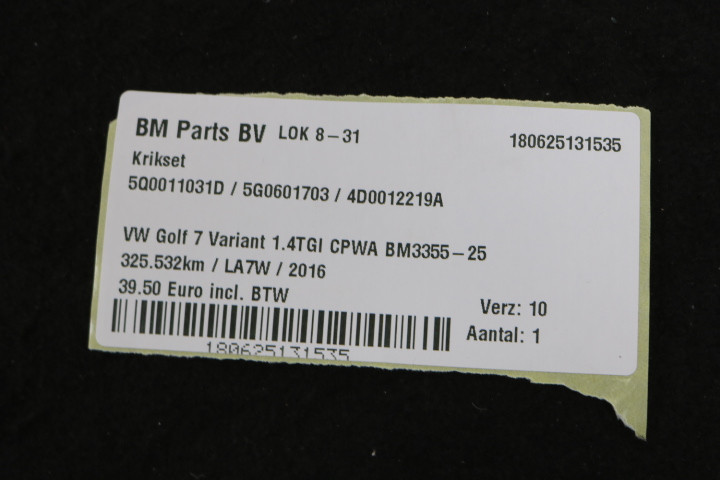 BM Parts BV LOK 8-31 180625131535
Krikset
5Q0011031D / 5G0601703 / 4D0012219A
VW Golf 7 Variant 1.4TGI CPWA BM3355-25
325.532km / LA7W / 2016
39.50 Euro incl. BTW
Verz: 10
Aantal: 1
180625131535